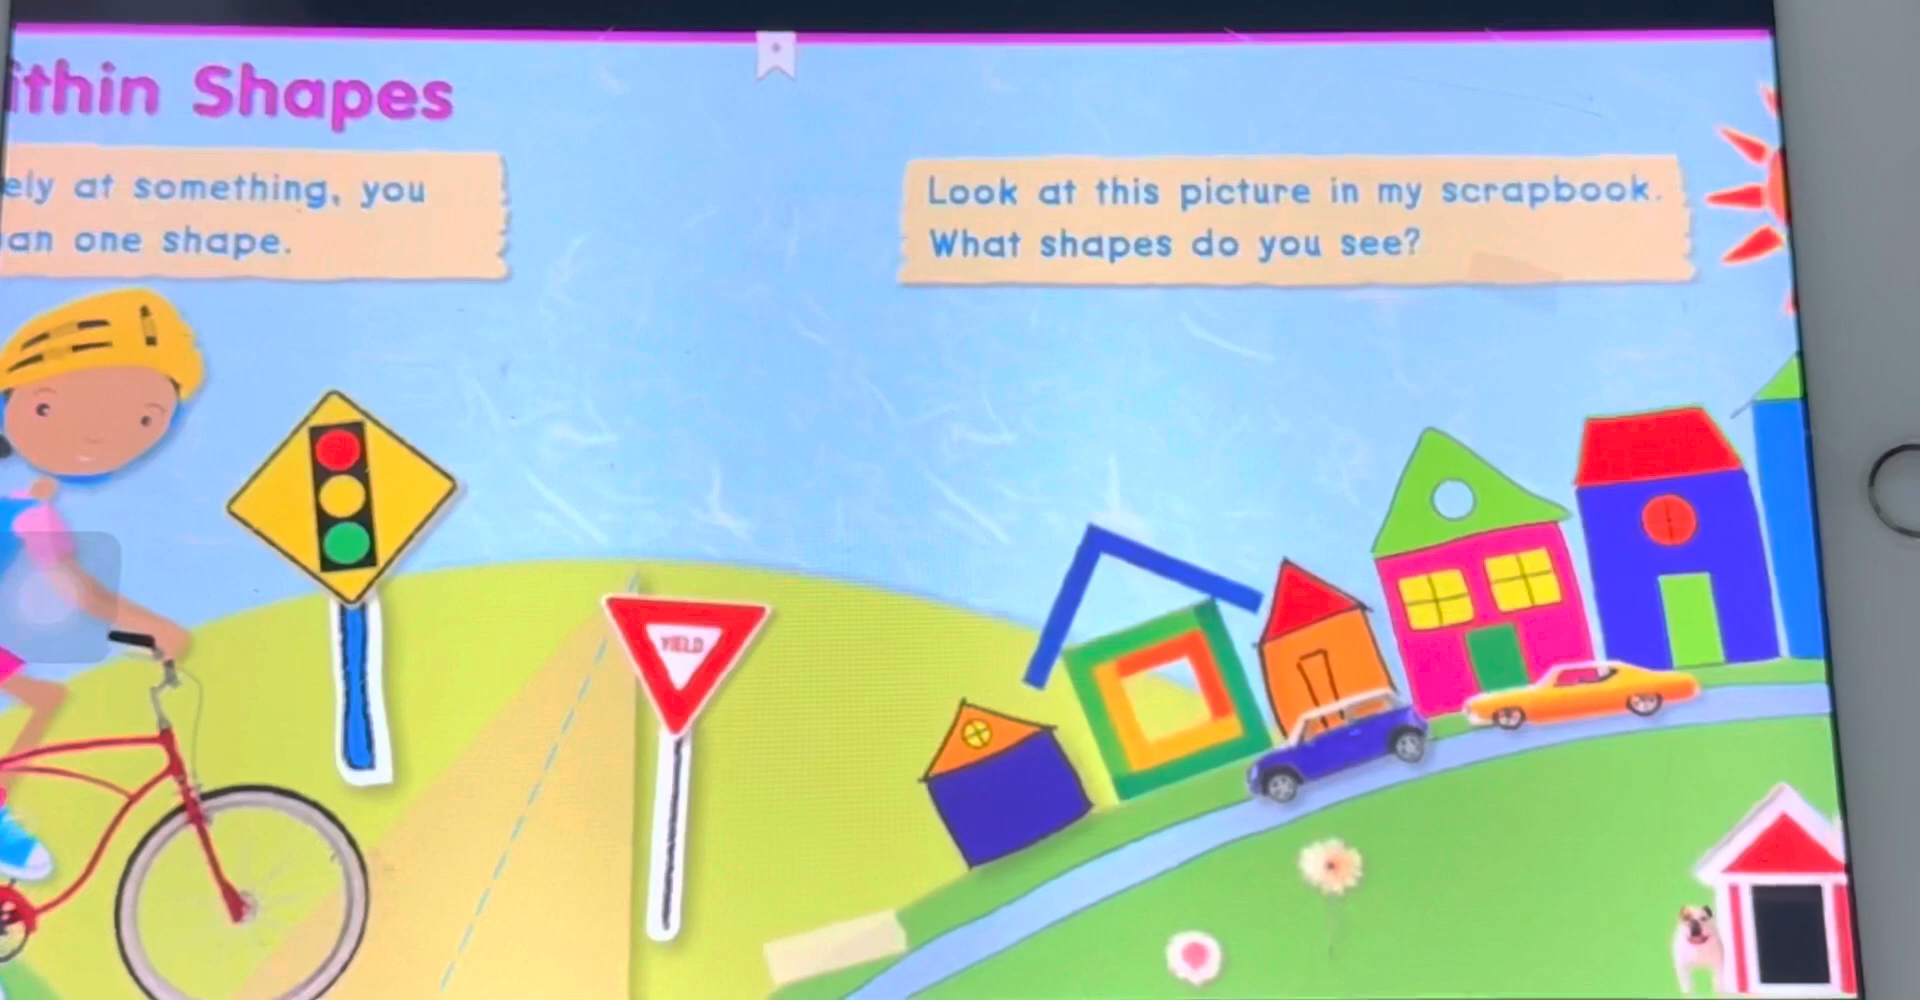 ithin Shapes
ely at something, you
an one shape.
Look at this picture in my scrapbook.
What shapes do you see?
YIELD